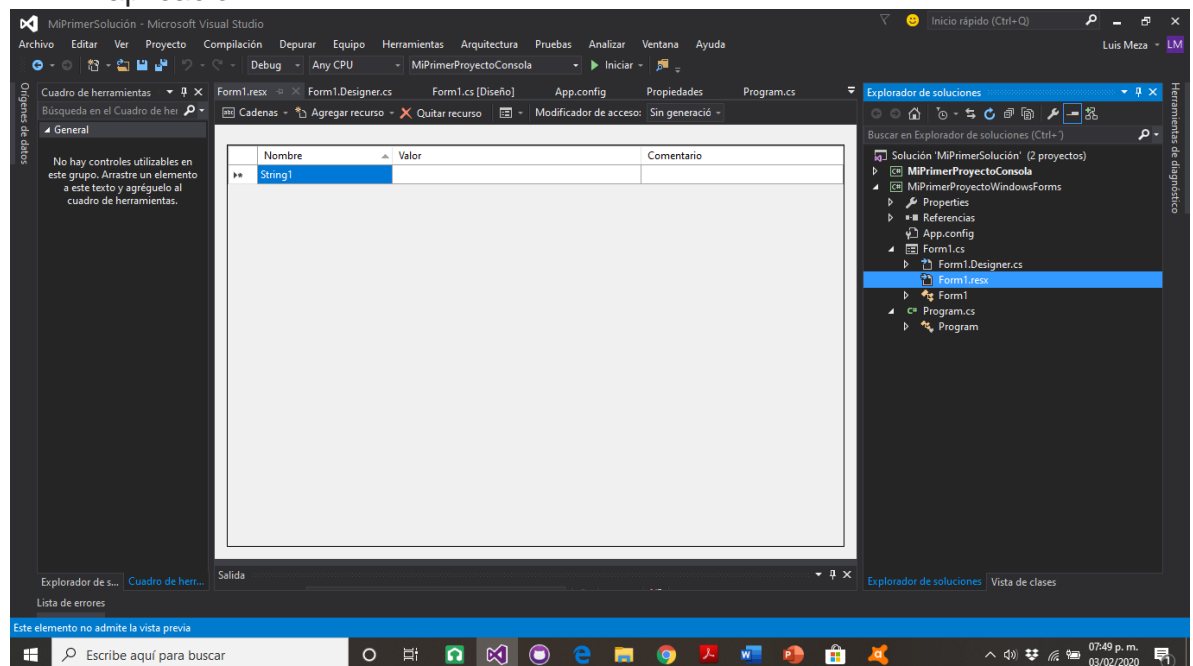 MiPrimerSolución - Microsoft Visual Studio
Inicio rápido (Ctrl+Q)
Archivo Editar Ver Proyecto Compilación Depurar Equipo Herramientas Arquitectura Pruebas Analizar Ventana Ayuda
Luis Meza LM
Debug Any CPU MiPrimerProyectoConsola Iniciar
Orígenes de datos
Cuadro de herramientas
Búsqueda en el Cuadro de her
General
No hay controles utilizables en
este grupo. Arrastre un elemento
a este texto y agréguelo al
cuadro de herramientas.
Explorador de s... Cuadro de herr...
Form1.resx Form1.Designer.cs Form1.cs [Diseño] App.config Propiedades Program.cs
Cadenas Agregar recurso Quitar recurso Modificador de acceso: Sin generació
Nombre Valor Comentario
String1
Salida
Explorador de soluciones
Buscar en Explorador de soluciones (Ctrl+´)
Solución 'MiPrimerSolución' (2 proyectos)
MiPrimerProyectoConsola
MiPrimerProyectoWindowsForms
Properties
Referencias
App.config
Form1.cs
Form1.Designer.cs
Form1.resx
Form1
Program.cs
Program
Explorador de soluciones Vista de clases
Herramientas de diagnóstico
Lista de errores
Este elemento no admite la vista previa
Escribe aquí para buscar
07:49 p. m.
03/02/2020